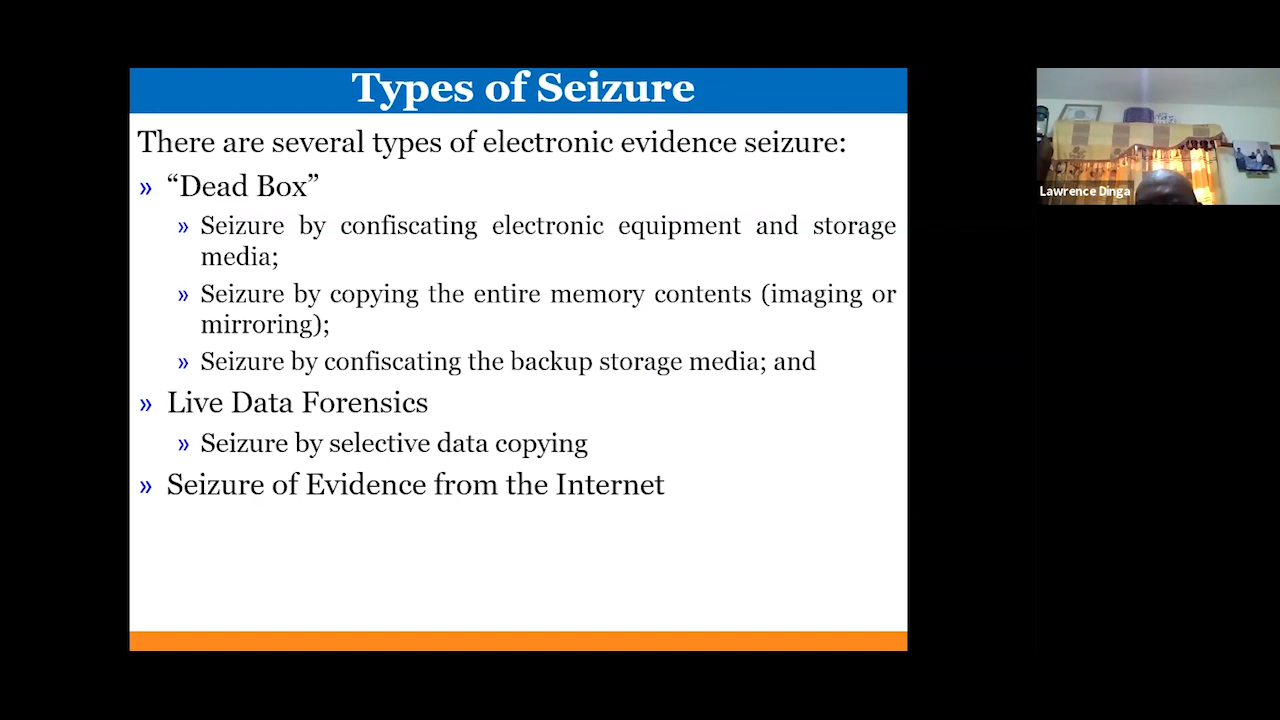 Types of Seizure
There are several types of electronic evidence seizure:
» “Dead Box”
» Seizure by confiscating electronic equipment and storage
media;
» Seizure by copying the entire memory contents (imaging or
mirroring);
» Seizure by confiscating the backup storage media; and
» Live Data Forensics
» Seizure by selective data copying
» Seizure of Evidence from the Internet
Lawrence Dinga